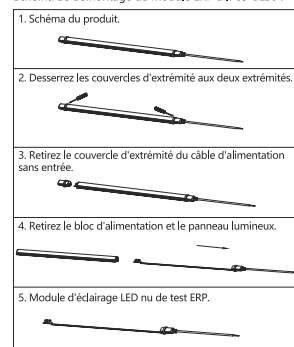 1. Schéma du produit.
2. Desserrez les couvercles d'extrémité aux deux extrémités.
3. Retirez le couvercle d'extrémité du câble d'alimentation
sans entrée.
4. Retirez le bloc d'alimentation et le panneau lumineux.
5. Module d'éclairage LED nu de test ERP.